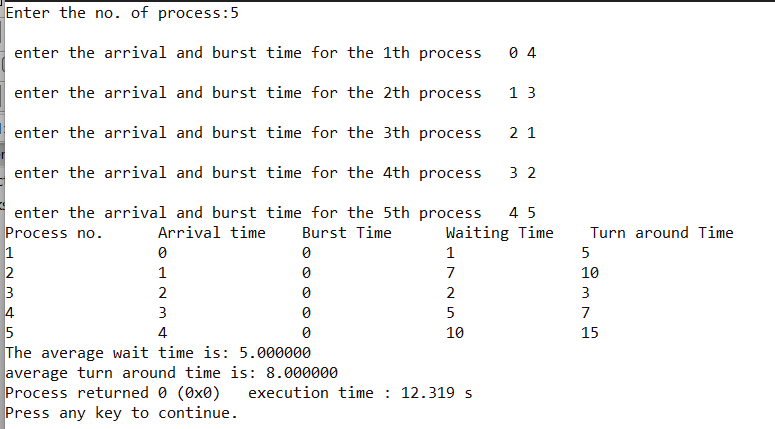 Enter the no. of process:5
enter the arrival and burst time for the 1th process 0 4
enter the arrival and burst time for the 2th process 1 3
enter the arrival and burst time for the 3th process 2 1
enter the arrival and burst time for the 4th process 3 2
enter the arrival and burst time for the 5th process 4 5
Process no. Arrival time Burst Time Waiting Time Turn around Time
1 0 0 1 5
2 1 0 7 10
3 2 0 2 3
4 3 0 5 7
5 4 0 10 15
The average wait time is: 5.000000
average turn around time is: 8.000000
Process returned 0 (0x0) execution time : 12.319 s
Press any key to continue.